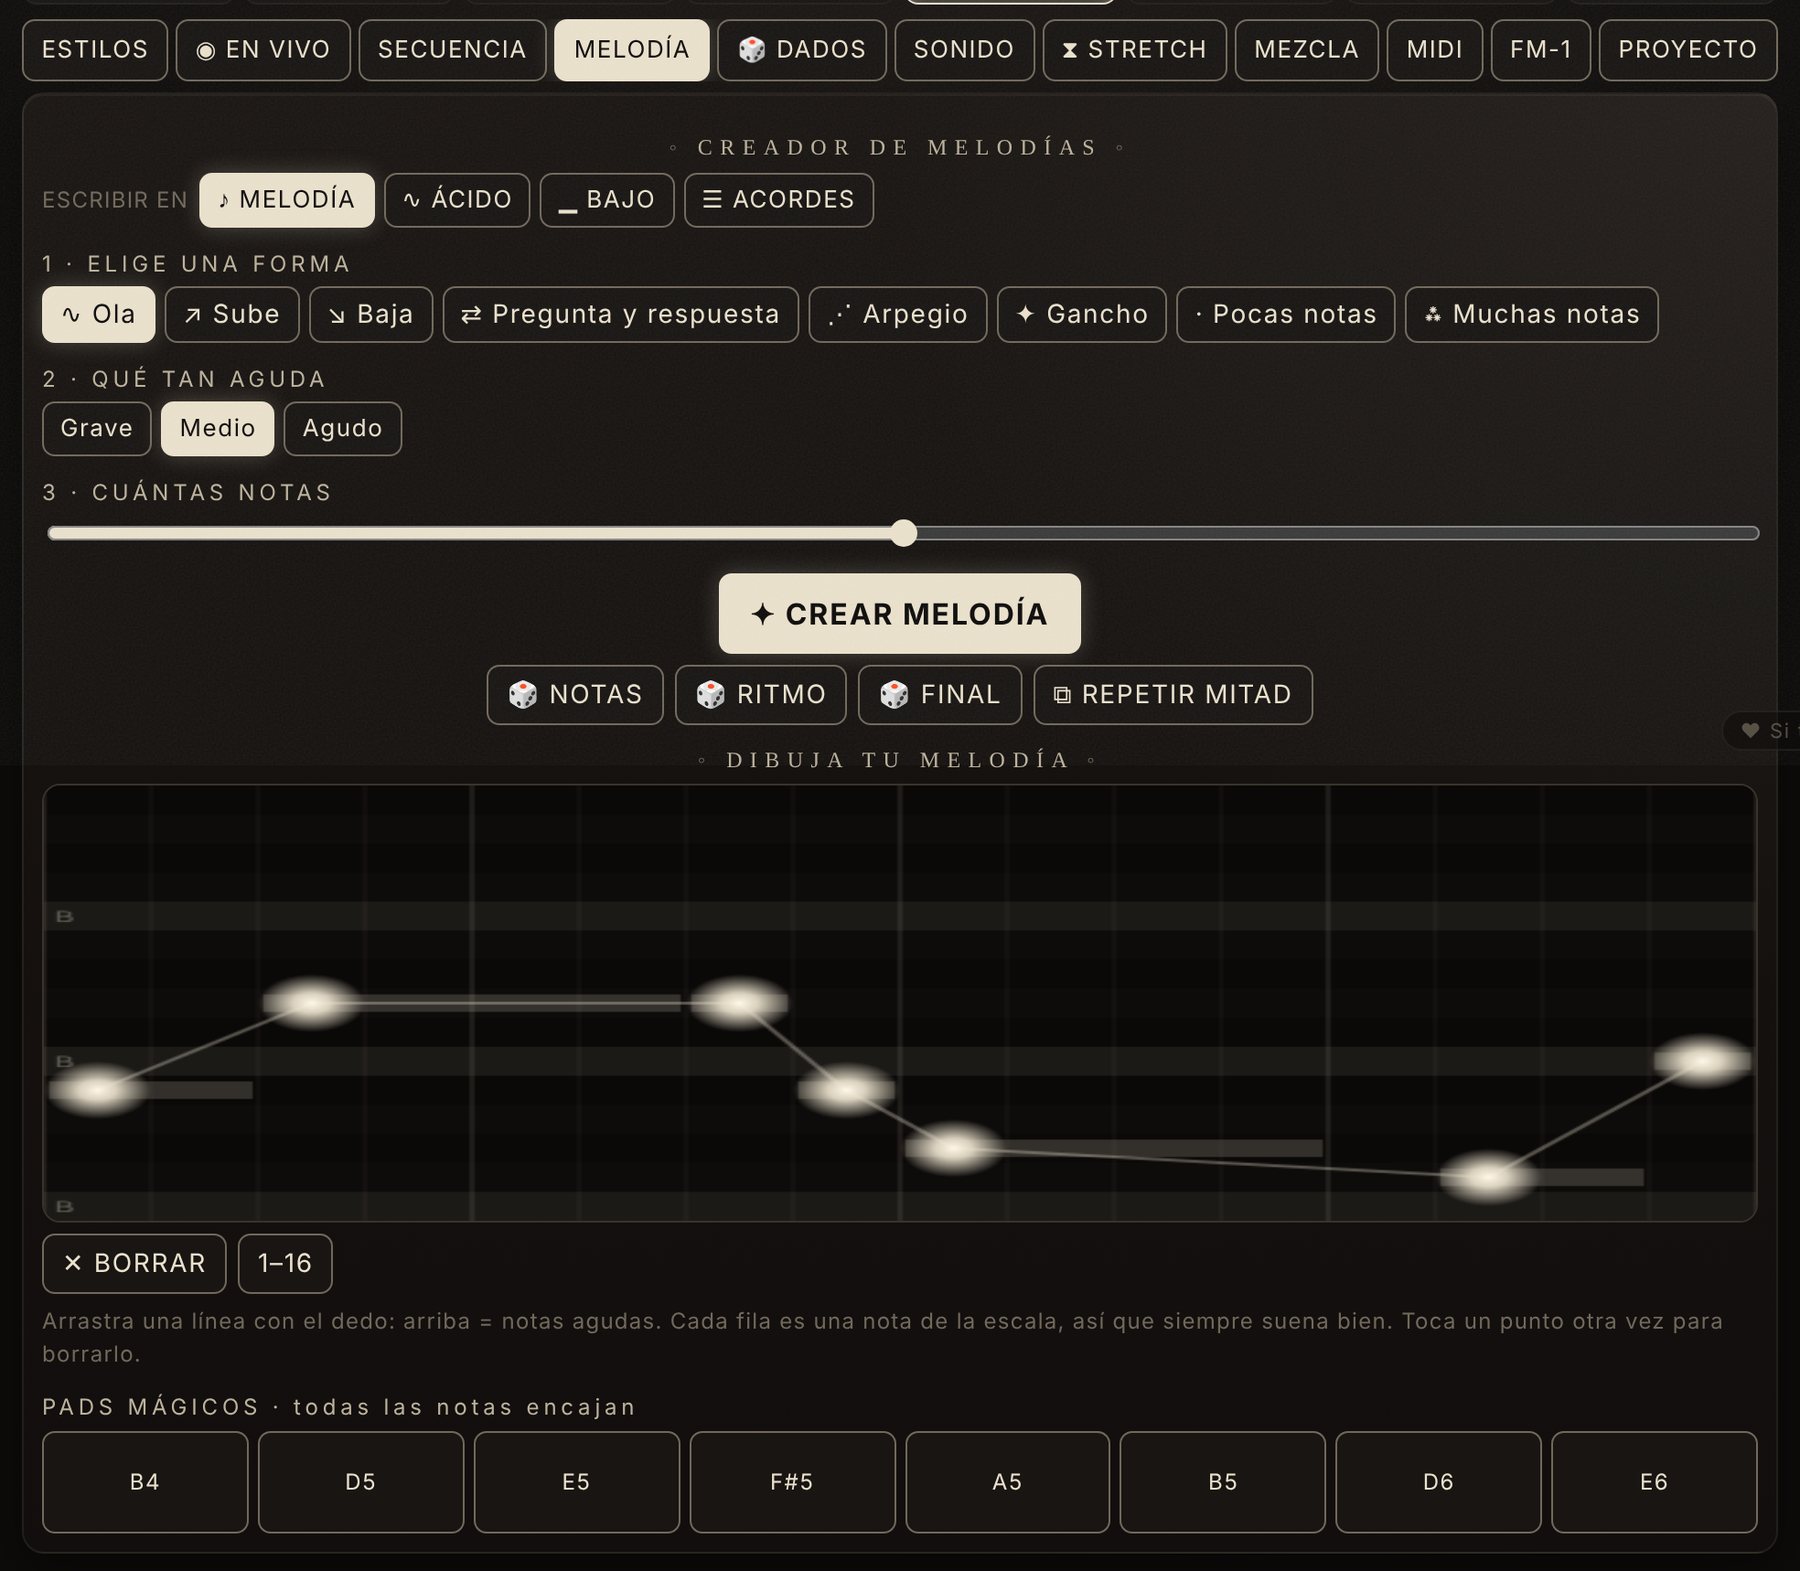 ESTILOS ◉ EN VIVO SECUENCIA MELODÍA 🎲 DADOS SONIDO ⧗ STRETCH MEZCLA MIDI FM-1 PROYECTO
◦ CREADOR DE MELODÍAS ◦
ESCRIBIR EN ♪ MELODÍA ∿ ÁCIDO ▁ BAJO ☰ ACORDES
1 · ELIGE UNA FORMA
∿ Ola ↗ Sube ↘ Baja ⇄ Pregunta y respuesta ⋰ Arpegio ✦ Gancho · Pocas notas ⁂ Muchas notas
2 · QUÉ TAN AGUDA
Grave Medio Agudo
3 · CUÁNTAS NOTAS
✦ CREAR MELODÍA
🎲 NOTAS 🎲 RITMO 🎲 FINAL ⧉ REPETIR MITAD
♥ Si
◦ DIBUJA TU MELODÍA ◦
B
B
B
✕ BORRAR 1–16
Arrastra una línea con el dedo: arriba = notas agudas. Cada fila es una nota de la escala, así que siempre suena bien. Toca un punto otra vez para
borrarlo.
PADS MÁGICOS · todas las notas encajan
B4 D5 E5 F#5 A5 B5 D6 E6